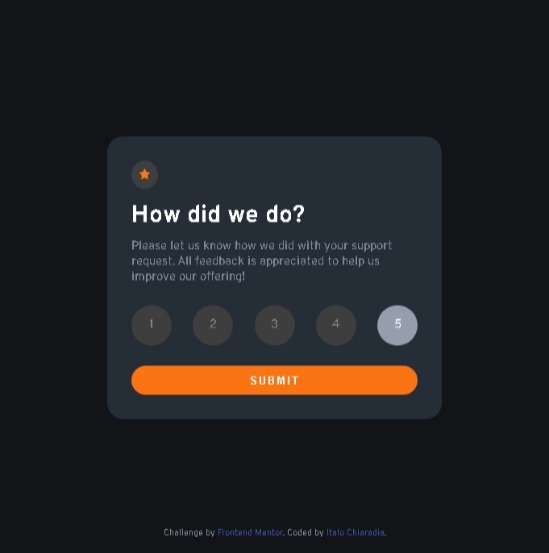 How did we do?
Please let us know how we did with your support
request. All feedback is appreciated to help us
improve our offering!
1 2 3 4 5
SUBMIT
Challenge by Frontend Mentor. Coded by Italo Chiaradia.